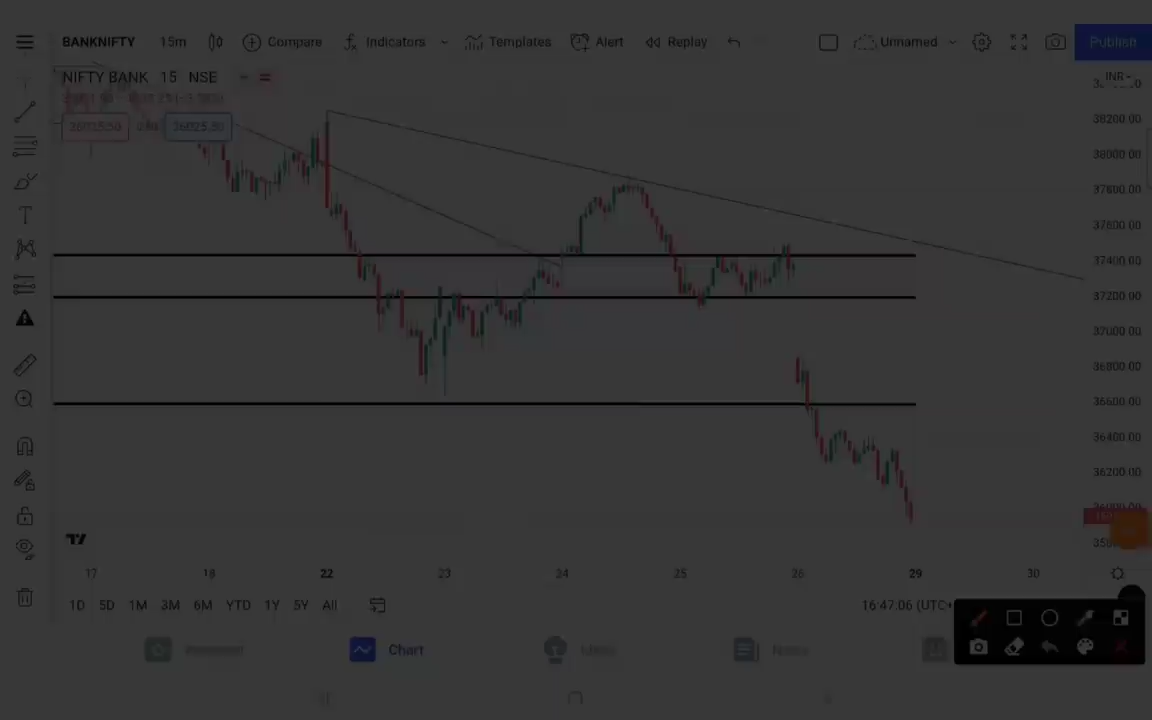 BANKNIFTY 15m Compare Indicators Templates Alert Replay Unnamed Publish
NIFTY BANK 15 NSE
INR
36025.50
38200.00
38000.00
37800.00
37600.00
37400.00
37200.00
37000.00
36800.00
36600.00
36400.00
36200.00
17 18 22 23 24 25 26 29 30
1D 5D 1M 3M 6M YTD 1Y 5Y All
16:47:06 (UTC+
Chart